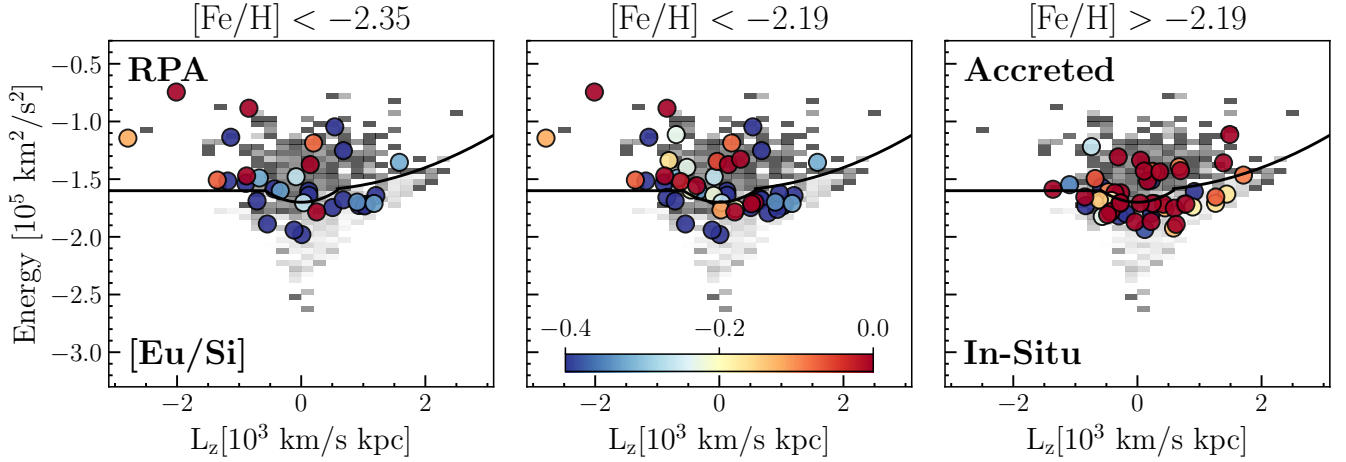 [Fe/H] < −2.35
[Fe/H] < −2.19
[Fe/H] > −2.19
RPA
Accreted
[Eu/Si]
In-Situ
−0.4 −0.2 0.0
Energy [10⁵ km²/s²]
−0.5
−1.0
−1.5
−2.0
−2.5
−3.0
−2 0 2
−2 0 2
−2 0 2
L_z[10³ km/s kpc]
L_z[10³ km/s kpc]
L_z[10³ km/s kpc]